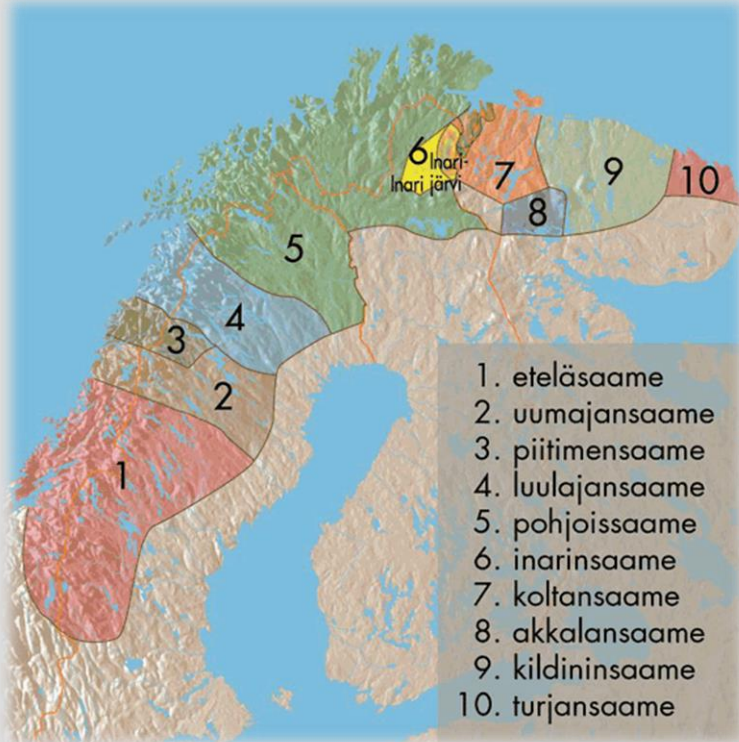 6 Inari-
Inari järvi
7
9
10
8
5
4
3
2
1
1. eteläsaame
2. uumajansaame
3. piitimensaame
4. luulajansaame
5. pohjoissaame
6. inarinsaame
7. koltansaame
8. akkalansaame
9. kildininsaame
10. turjansaame